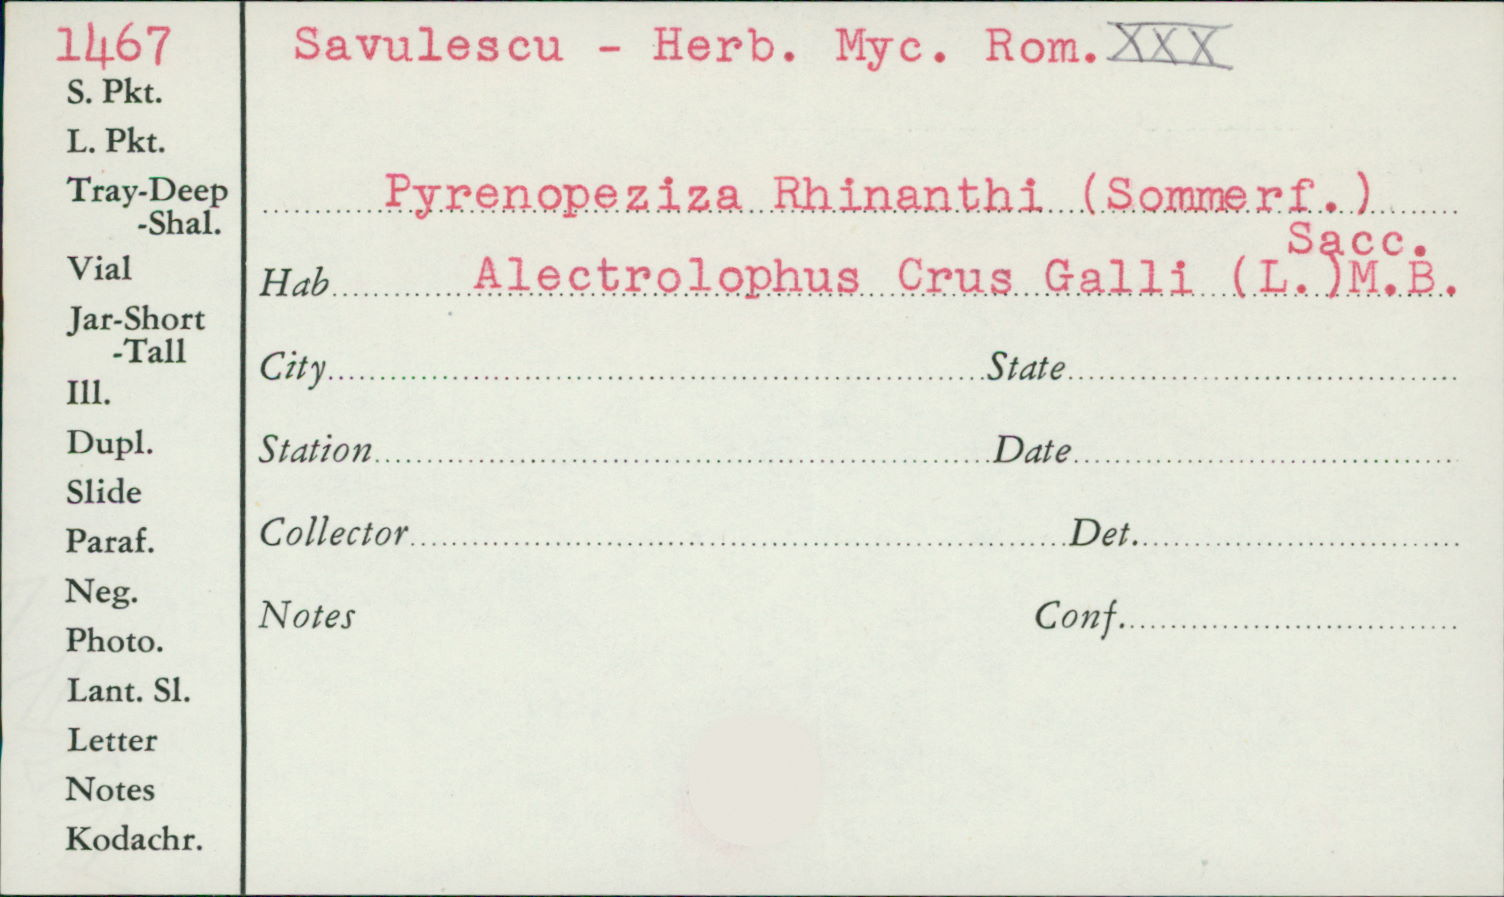 1467
Savulescu - Herb. Myc. Rom. XXX
S. Pkt.
L. Pkt.
Tray-Deep
-Shal.
Vial
Jar-Short
-Tall
Ill.
Dupl.
Slide
Paraf.
Neg.
Photo.
Lant. Sl.
Letter
Notes
Kodachr.
Pyrenopeziza Rhinanthi (Sommerf.)
Sacc.
Hab Alectrolophus Crus Galli (L.)M.B.
City State
Station Date
Collector Det.
Notes Conf.